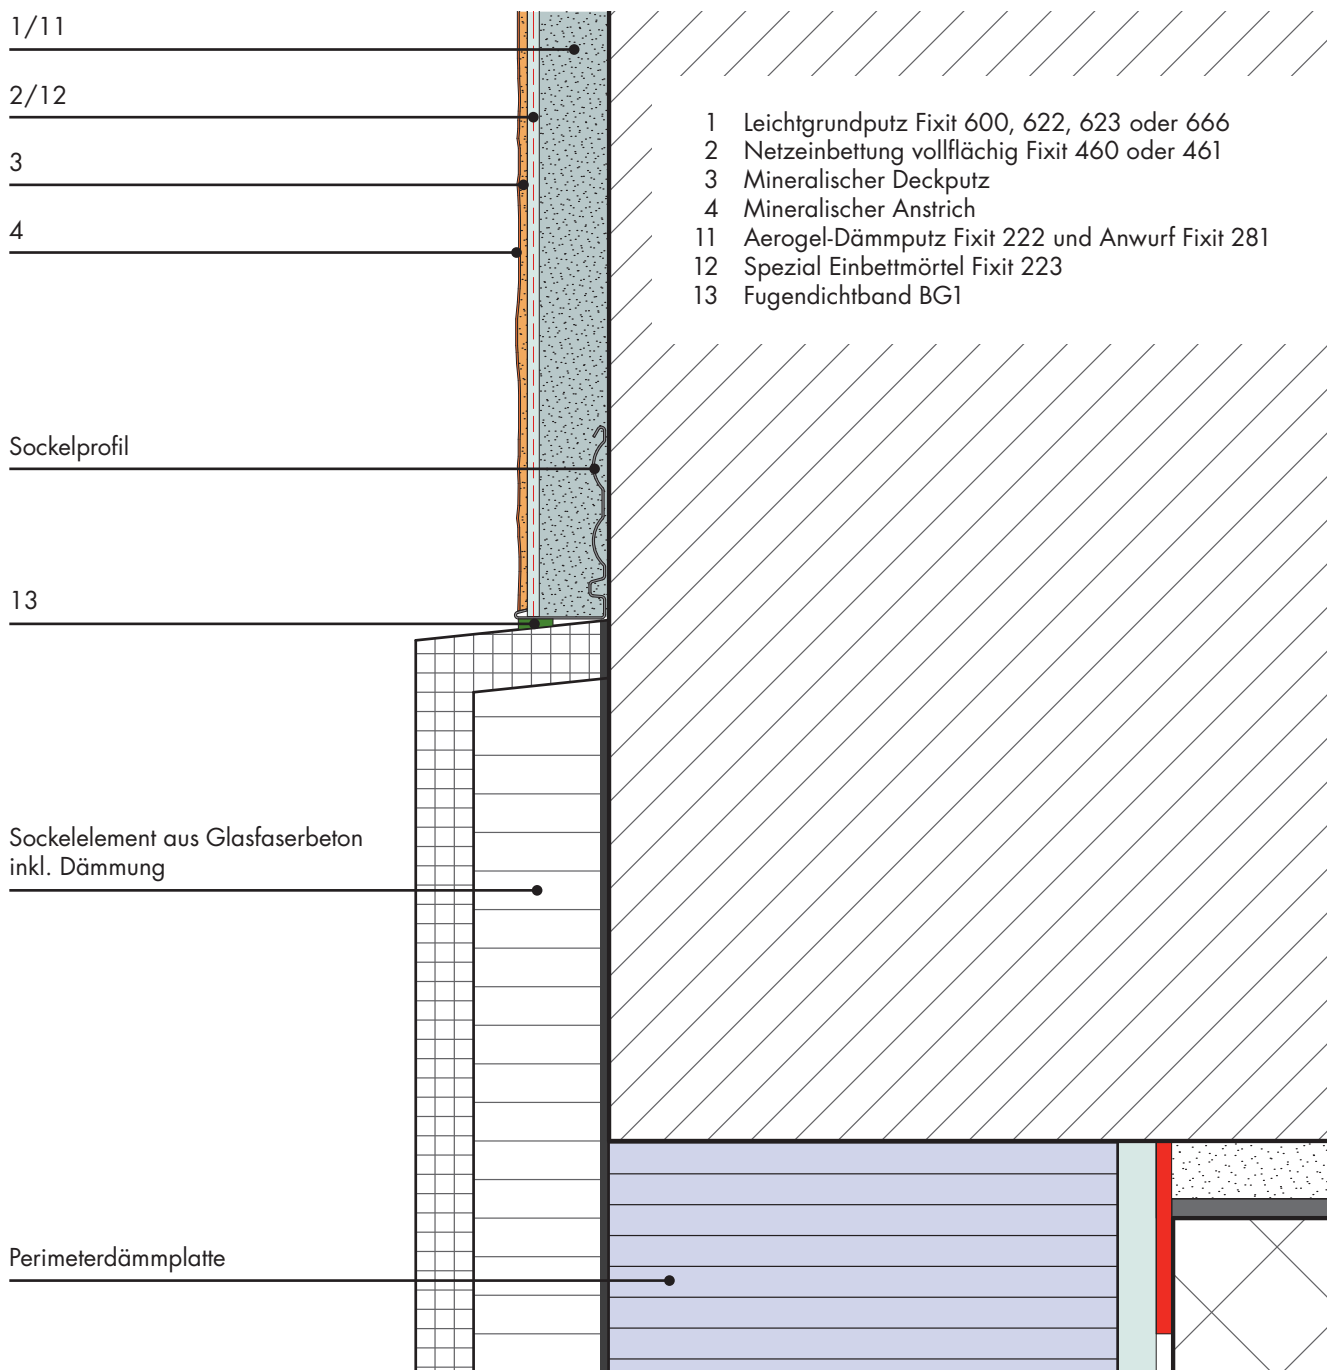 1/11
2/12
3
4
1 Leichtgrundputz Fixit 600, 622, 623 oder 666
2 Netzeinbettung vollflächig Fixit 460 oder 461
3 Mineralischer Deckputz
4 Mineralischer Anstrich
11 Aerogel-Dämmputz Fixit 222 und Anwurf Fixit 281
12 Spezial Einbettmörtel Fixit 223
13 Fugendichtband BG1
Sockelprofil
13
Sockelelement aus Glasfaserbeton
inkl. Dämmung
Perimeterdämmplatte